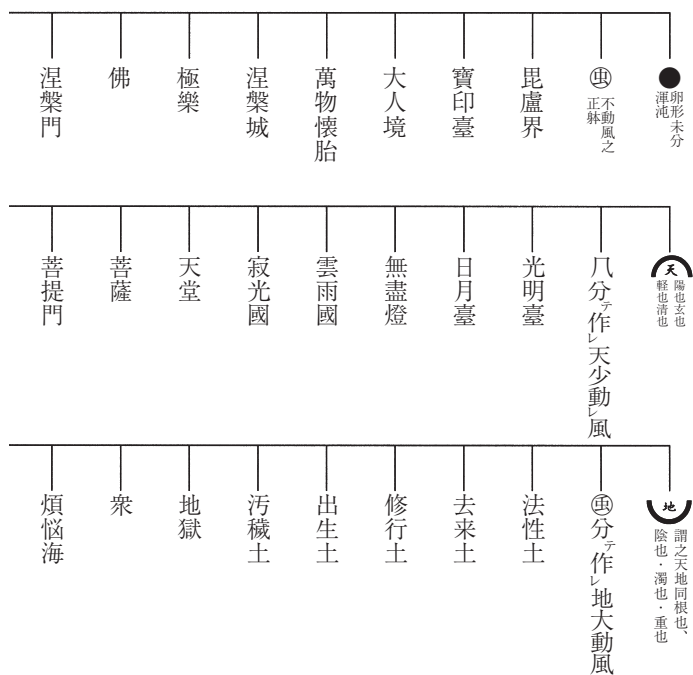 卵形未分
渾沌
虫
不動風之
正躰
毘盧界
寶印臺
大人境
萬物懐胎
涅槃城
極樂
佛
涅槃門
天
陽也玄也
軽也清也
几分テ作レ天少動レ風
光明臺
日月臺
無盡燈
雲雨國
寂光國
天堂
菩薩
菩提門
地
謂之天地同根也、
陰也・濁也・重也
䖝分テ作レ地大動風
法性土
去来土
修行土
出生土
汚穢土
地獄
衆
煩悩海